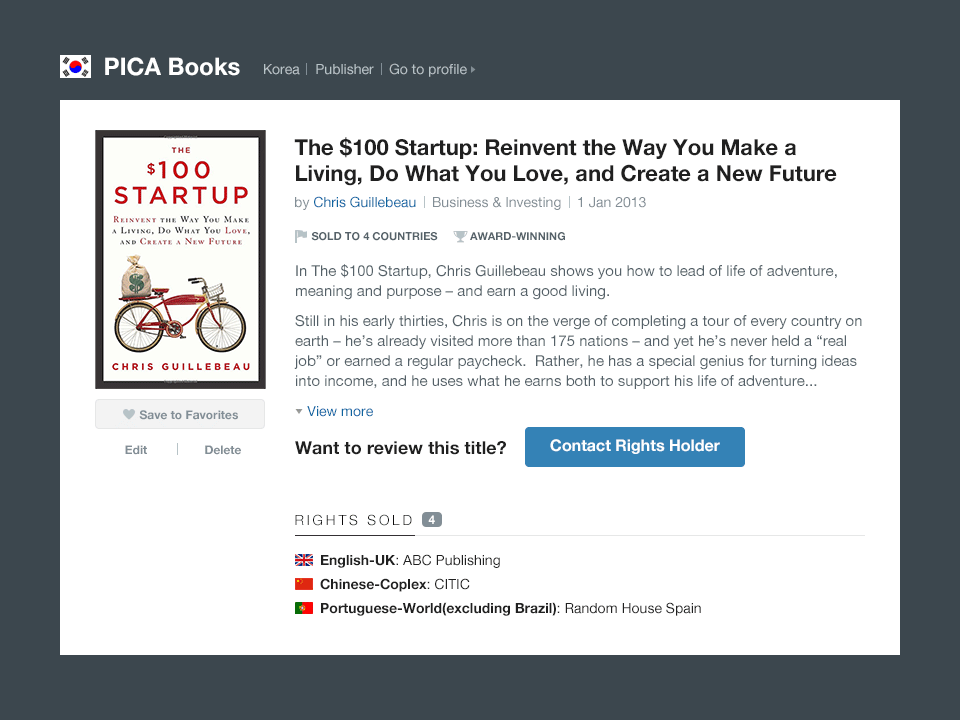 PICA Books Korea | Publisher | Go to profile
THE
$100
STARTUP
REINVENT THE WAY YOU MAKE
A LIVING, DO WHAT YOU LOVE,
AND CREATE A NEW FUTURE
$
CHRIS GUILLEBEAU
Save to Favorites
Edit | Delete
The $100 Startup: Reinvent the Way You Make a
Living, Do What You Love, and Create a New Future
by Chris Guillebeau | Business & Investing | 1 Jan 2013
SOLD TO 4 COUNTRIES AWARD-WINNING
In The $100 Startup, Chris Guillebeau shows you how to lead of life of adventure,
meaning and purpose – and earn a good living.
Still in his early thirties, Chris is on the verge of completing a tour of every country on
earth – he’s already visited more than 175 nations – and yet he’s never held a “real
job” or earned a regular paycheck. Rather, he has a special genius for turning ideas
into income, and he uses what he earns both to support his life of adventure...
View more
Want to review this title? Contact Rights Holder
RIGHTS SOLD 4
English-UK: ABC Publishing
Chinese-Coplex: CITIC
Portuguese-World(excluding Brazil): Random House Spain